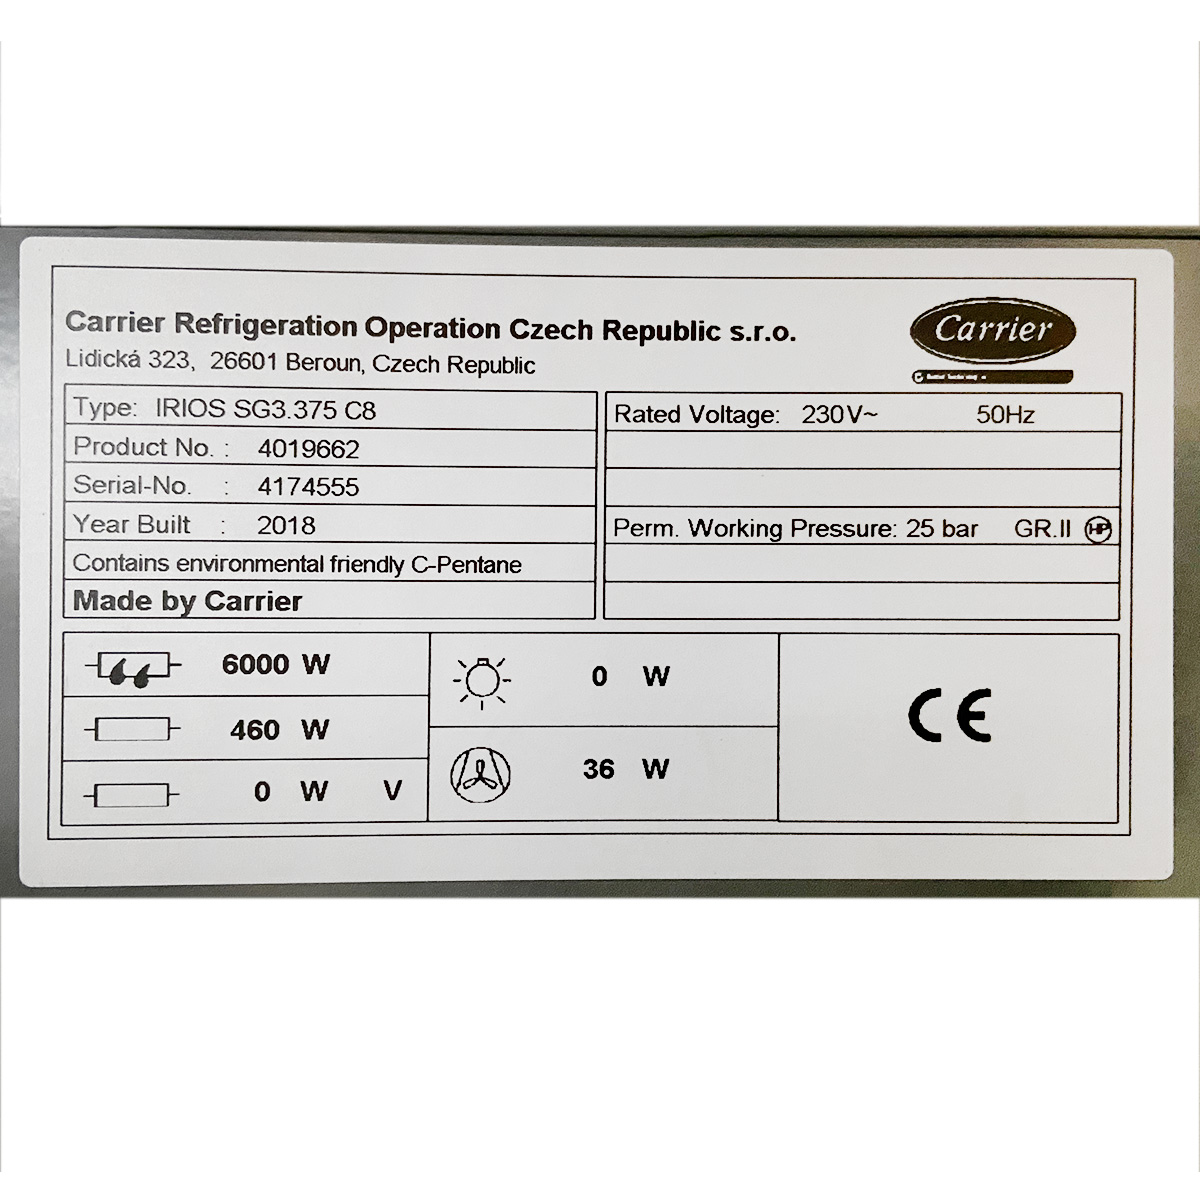 Carrier Refrigeration Operation Czech Republic s.r.o.
Lidická 323, 26601 Beroun, Czech Republic
Carrier
Type: IRIOS SG3.375 C8
Product No. : 4019662
Serial-No. : 4174555
Year Built : 2018
Contains environmental friendly C-Pentane
Made by Carrier
Rated Voltage: 230V~ 50Hz
Perm. Working Pressure: 25 bar GR.II HP
6000 W
460 W
0 W V
0 W
36 W
CE